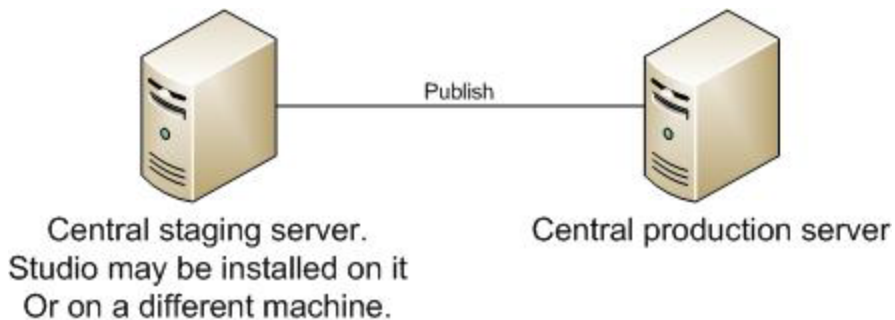 Publish
Central staging server.
Studio may be installed on it
Or on a different machine.
Central production server